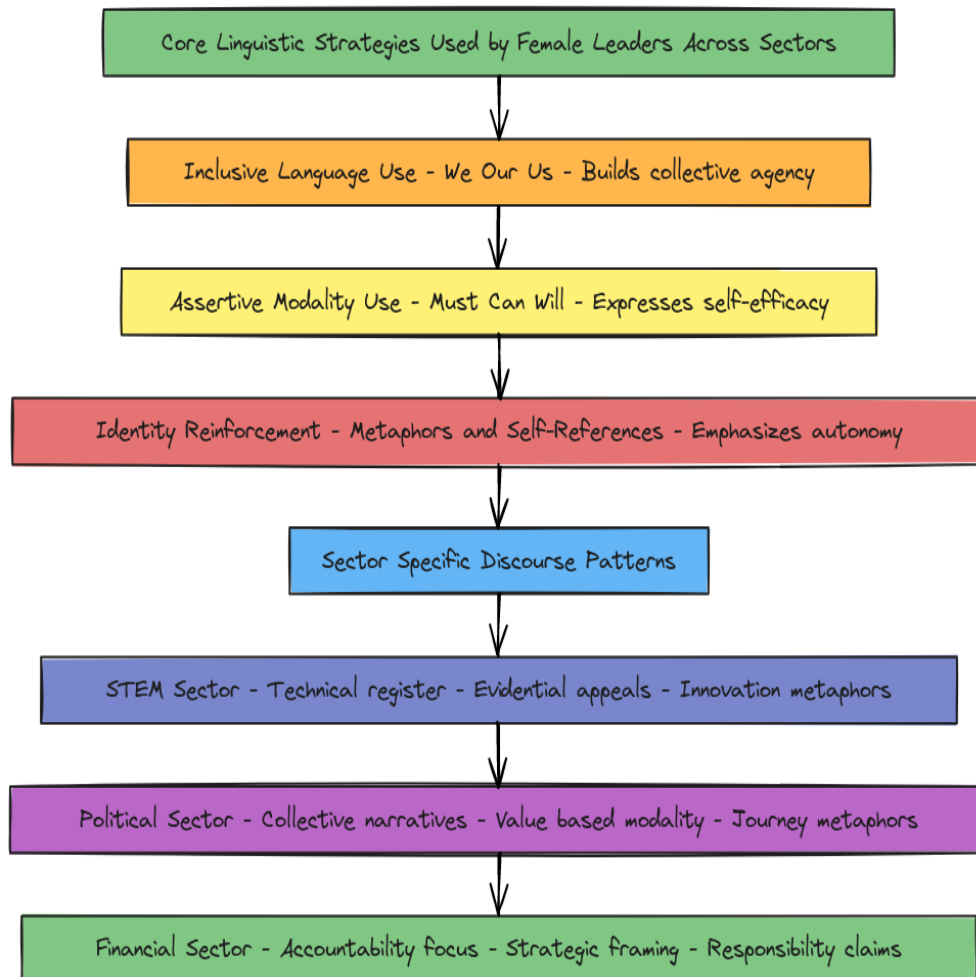 Core Linguistic Strategies Used by Female Leaders Across Sectors
Inclusive Language Use - We Our Us - Builds collective agency
Assertive Modality Use - Must Can Will - Expresses self-efficacy
Identity Reinforcement - Metaphors and Self-References - Emphasizes autonomy
Sector Specific Discourse Patterns
STEM Sector - Technical register - Evidential appeals - Innovation metaphors
Political Sector - Collective narratives - Value based modality - Journey metaphors
Financial Sector - Accountability focus - Strategic framing - Responsibility claims